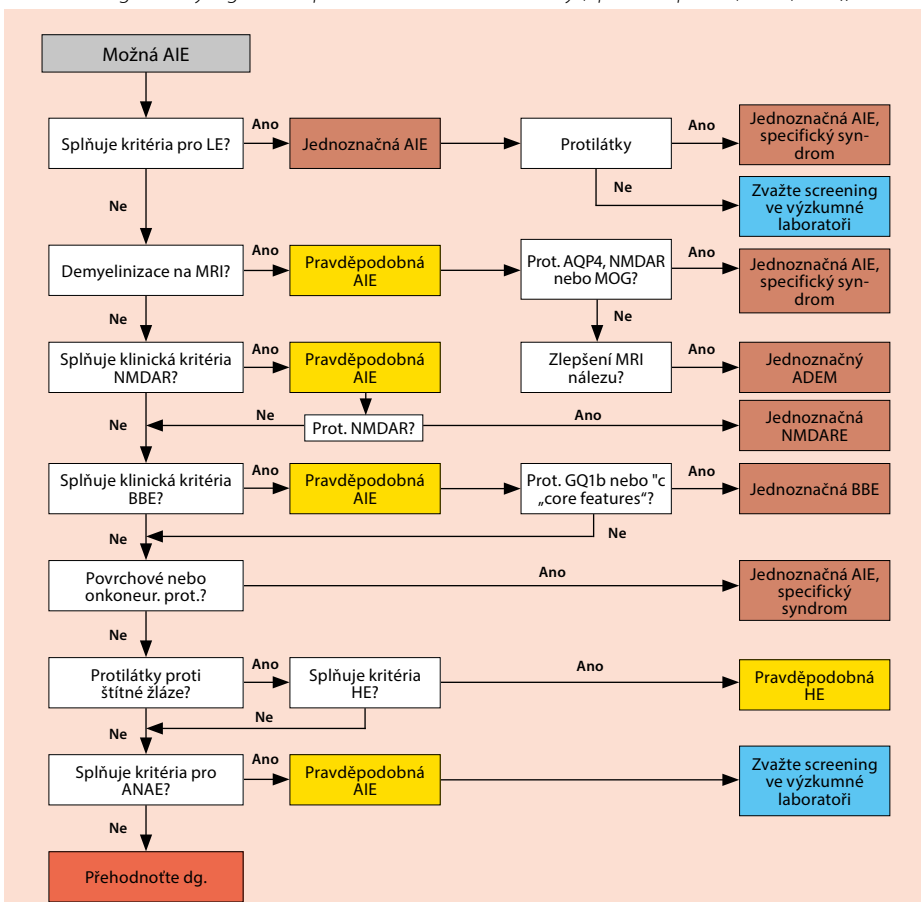 Možná AIE
Splňuje kritéria pro LE?
Ano
Jednoznačná AIE
Protilátky
Ano
Jednoznačná AIE,
specifický syn-
drom
Ne
Zvažte screening
ve výzkumné
laboratoři
Ne
Demyelinizace na MRI?
Ano
Pravděpodobná
AIE
Prot. AQP4, NMDAR
nebo MOG?
Ano
Jednoznačná AIE,
specifický syn-
drom
Ne
Ne
Splňuje klinická kritéria
NMDAR?
Ano
Pravděpodobná
AIE
Zlepšení MRI
nálezu?
Ano
Jednoznačný
ADEM
Ne
Ne
Prot. NMDAR?
Ano
Jednoznačná
NMDARE
Splňuje klinická kritéria
BBE?
Ano
Pravděpodobná
AIE
Prot. GQ1b nebo "c
„core features“?
Ano
Jednoznačná BBE
Ne
Ne
Povrchové nebo
onkoneur. prot.?
Ano
Jednoznačná AIE,
specifický
syndrom
Ne
Protilátky proti
štítné žláze?
Ano
Splňuje kritéria
HE?
Ano
Pravděpodobná
HE
Ne
Ne
Splňuje kritéria pro
ANAE?
Ano
Pravděpodobná
AIE
Zvažte screening
ve výzkumné
laboratoři
Ne
Přehodnoťte dg.